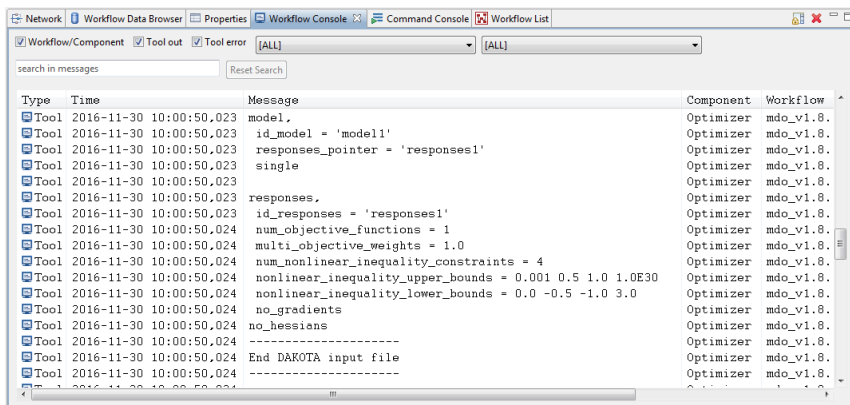 Network Workflow Data Browser Properties Workflow Console Command Console Workflow List
Workflow/Component Tool out Tool error [ALL] [ALL]
search in messages Reset Search
Type Time Message Component Workflow
Tool 2016-11-30 10:00:50,023 model, Optimizer mdo_v1.8.
Tool 2016-11-30 10:00:50,023 id_model = 'model1' Optimizer mdo_v1.8.
Tool 2016-11-30 10:00:50,023 responses_pointer = 'responses1' Optimizer mdo_v1.8.
Tool 2016-11-30 10:00:50,023 single Optimizer mdo_v1.8.
Tool 2016-11-30 10:00:50,023 Optimizer mdo_v1.8.
Tool 2016-11-30 10:00:50,023 responses, Optimizer mdo_v1.8.
Tool 2016-11-30 10:00:50,023 id_responses = 'responses1' Optimizer mdo_v1.8.
Tool 2016-11-30 10:00:50,024 num_objective_functions = 1 Optimizer mdo_v1.8.
Tool 2016-11-30 10:00:50,024 multi_objective_weights = 1.0 Optimizer mdo_v1.8.
Tool 2016-11-30 10:00:50,024 num_nonlinear_inequality_constraints = 4 Optimizer mdo_v1.8.
Tool 2016-11-30 10:00:50,024 nonlinear_inequality_upper_bounds = 0.001 0.5 1.0 1.0E30 Optimizer mdo_v1.8.
Tool 2016-11-30 10:00:50,024 nonlinear_inequality_lower_bounds = 0.0 -0.5 -1.0 3.0 Optimizer mdo_v1.8.
Tool 2016-11-30 10:00:50,024 no_gradients Optimizer mdo_v1.8.
Tool 2016-11-30 10:00:50,024 no_hessians Optimizer mdo_v1.8.
Tool 2016-11-30 10:00:50,024 --------------------- Optimizer mdo_v1.8.
Tool 2016-11-30 10:00:50,024 End DAKOTA input file Optimizer mdo_v1.8.
Tool 2016-11-30 10:00:50,024 --------------------- Optimizer mdo_v1.8.